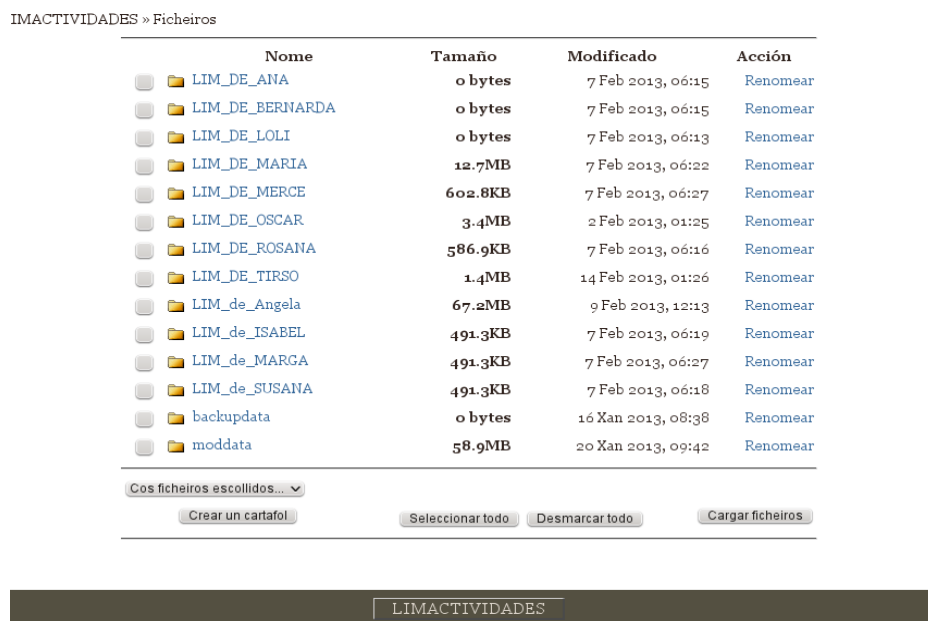 IMACTIVIDADES » Ficheiros
Nome Tamaño Modificado Acción
LIM_DE_ANA 0 bytes 7 Feb 2013, 06:15 Renomear
LIM_DE_BERNARDA 0 bytes 7 Feb 2013, 06:15 Renomear
LIM_DE_LOLI 0 bytes 7 Feb 2013, 06:13 Renomear
LIM_DE_MARIA 12.7MB 7 Feb 2013, 06:22 Renomear
LIM_DE_MERCE 602.8KB 7 Feb 2013, 06:27 Renomear
LIM_DE_OSCAR 3.4MB 2 Feb 2013, 01:25 Renomear
LIM_DE_ROSANA 586.9KB 7 Feb 2013, 06:16 Renomear
LIM_DE_TIRSO 1.4MB 14 Feb 2013, 01:26 Renomear
LIM_de_Angela 67.2MB 9 Feb 2013, 12:13 Renomear
LIM_de_ISABEL 491.3KB 7 Feb 2013, 06:19 Renomear
LIM_de_MARGA 491.3KB 7 Feb 2013, 06:27 Renomear
LIM_de_SUSANA 491.3KB 7 Feb 2013, 06:18 Renomear
backupdata 0 bytes 16 Xan 2013, 08:38 Renomear
moddata 58.9MB 20 Xan 2013, 09:42 Renomear
Cos ficheiros escollidos...
Crear un cartafol Seleccionar todo Desmarcar todo Cargar ficheiros
LIMACTIVIDADES